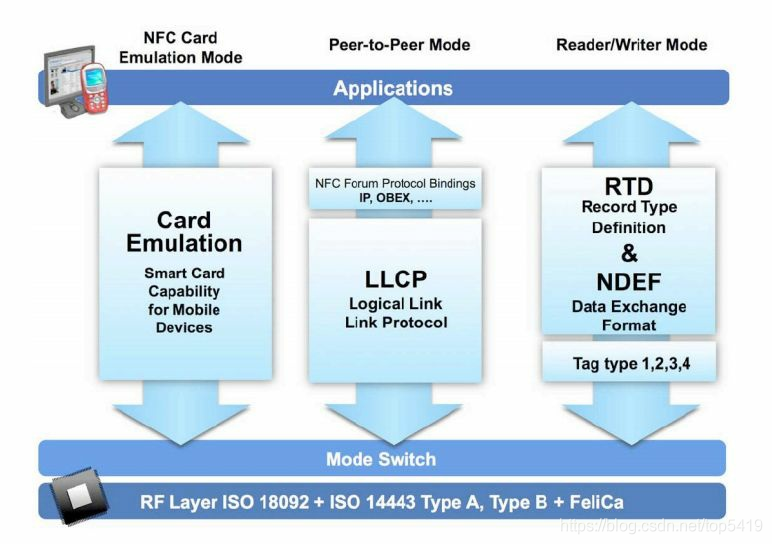 NFC Card
Emulation Mode
Peer-to-Peer Mode
Reader/Writer Mode
Applications
Card
Emulation
Smart Card
Capability
for Mobile
Devices
NFC Forum Protocol Bindings
IP, OBEX, ....
LLCP
Logical Link
Link Protocol
RTD
Record Type
Definition
&
NDEF
Data Exchange
Format
Tag type 1,2,3,4
Mode Switch
RF Layer ISO 18092 + ISO 14443 Type A, Type B + FeliCa
https://blog.csdn.net/top5419